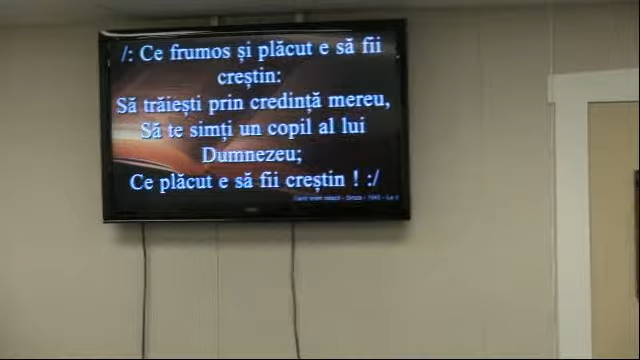 /: Ce frumos și plăcut e să fii
creștin:
Să trăiești prin credință mereu,
Să te simți un copil al lui
Dumnezeu;
Ce plăcut e să fii creștin ! :/